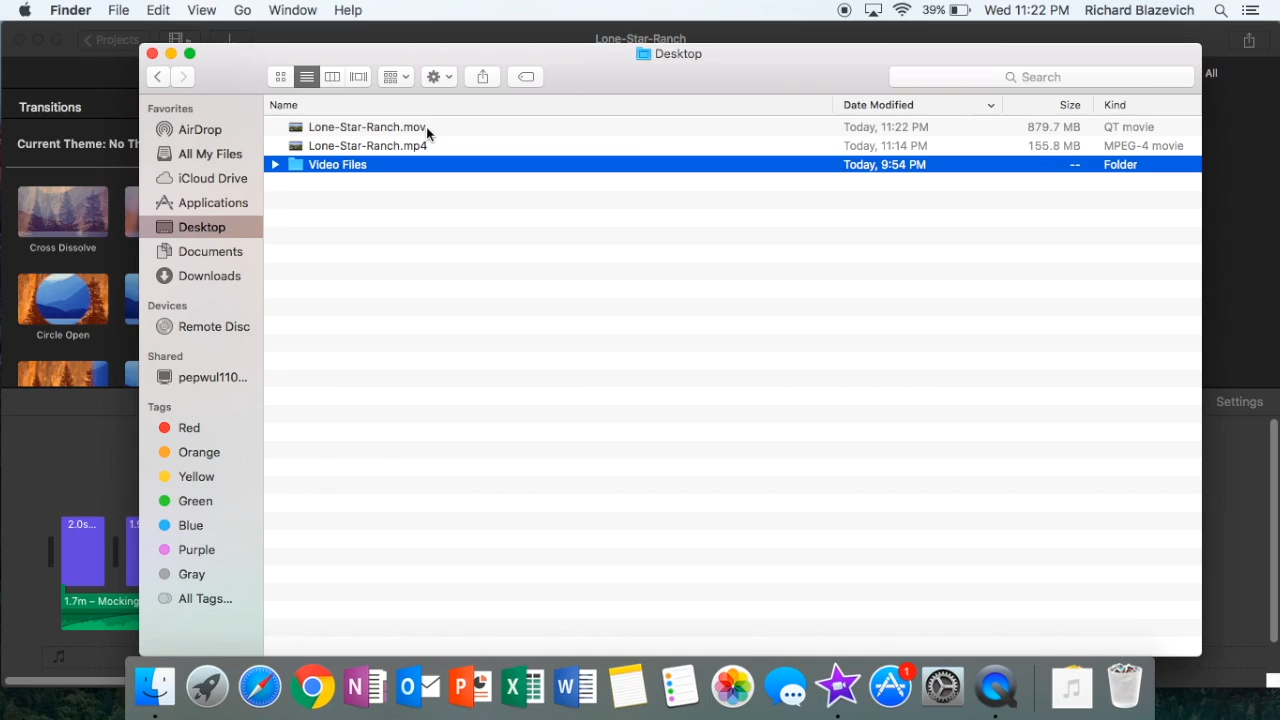 Finder File Edit View Go Window Help 39% Wed 11:22 PM Richard Blazevich
Projects Lone-Star-Ranch
Desktop
Search
All
Transitions
Current Theme: No Th
Cross Dissolve
Circle Open
Favorites
AirDrop
All My Files
iCloud Drive
Applications
Desktop
Documents
Downloads
Devices
Remote Disc
Shared
pepwul110...
Tags
Red
Orange
Yellow
Green
Blue
Purple
Gray
All Tags...
Name Date Modified Size Kind
Lone-Star-Ranch.mov Today, 11:22 PM 879.7 MB QT movie
Lone-Star-Ranch.mp4 Today, 11:14 PM 155.8 MB MPEG-4 movie
Video Files Today, 9:54 PM -- Folder
Settings
2.0s...
1.7m – Mocking
N O P X W 1